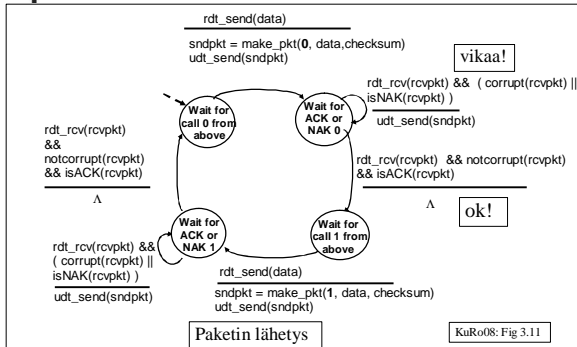 rdt_send(data)
sndpkt = make_pkt(0, data,checksum)
udt_send(sndpkt)
vikaa!
rdt_rcv(rcvpkt) && ( corrupt(rcvpkt) ||
isNAK(rcvpkt) )
udt_send(sndpkt)
Wait for
call 0 from
above
Wait for
ACK or
NAK 0
rdt_rcv(rcvpkt)
&&
notcorrupt(rcvpkt)
&& isACK(rcvpkt)
Λ
rdt_rcv(rcvpkt) && notcorrupt(rcvpkt)
&& isACK(rcvpkt)
Λ
ok!
Wait for
ACK or
NAK 1
Wait for
call 1 from
above
rdt_rcv(rcvpkt) &&
( corrupt(rcvpkt) ||
isNAK(rcvpkt) )
udt_send(sndpkt)
rdt_send(data)
sndpkt = make_pkt(1, data, checksum)
udt_send(sndpkt)
Paketin lähetys
KuRo08: Fig 3.11